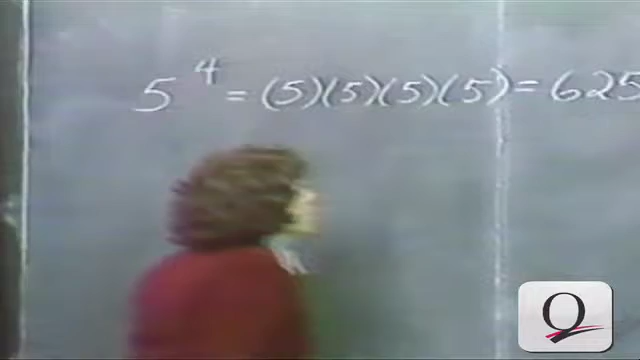 5⁴ = (5)(5)(5)(5) = 625
Q